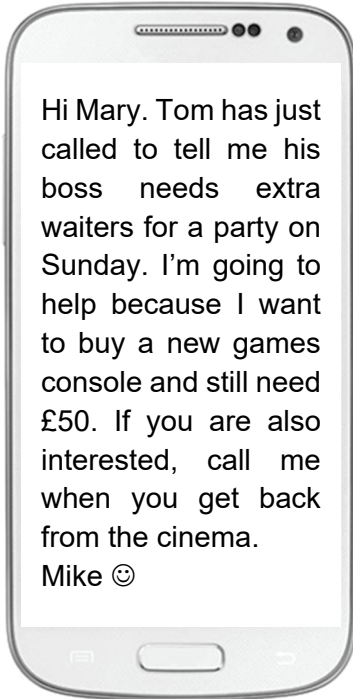 Hi Mary. Tom has just
called to tell me his
boss needs extra
waiters for a party on
Sunday. I’m going to
help because I want
to buy a new games
console and still need
£50. If you are also
interested, call me
when you get back
from the cinema.
Mike ☺